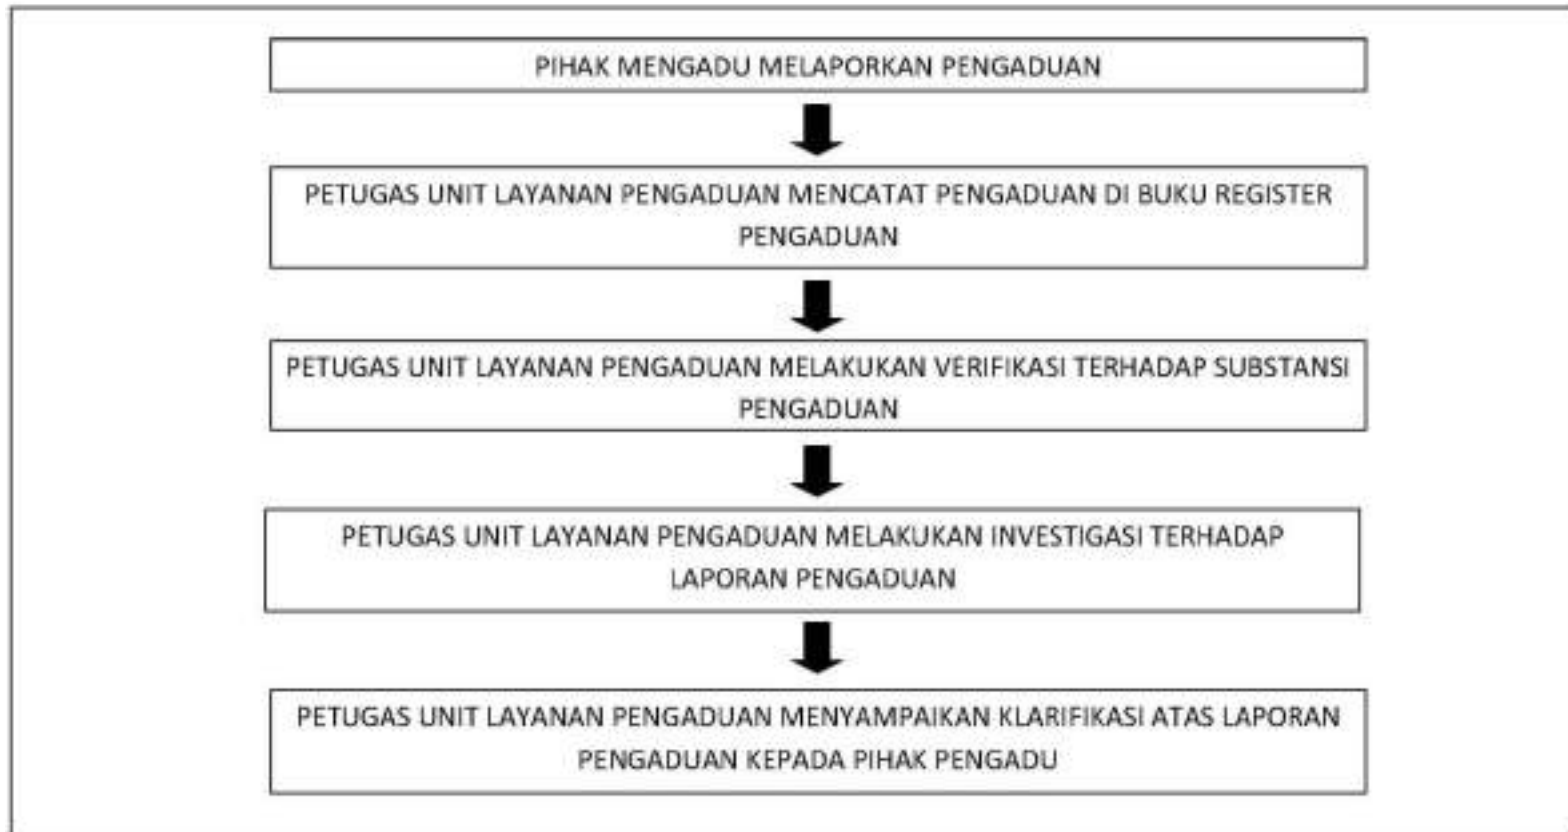 PIHAK MENGADU MELAPORKAN PENGADUAN
PETUGAS UNIT LAYANAN PENGADUAN MENCATAT PENGADUAN DI BUKU REGISTER
PENGADUAN
PETUGAS UNIT LAYANAN PENGADUAN MELAKUKAN VERIFIKASI TERHADAP SUBSTANSI
PENGADUAN
PETUGAS UNIT LAYANAN PENGADUAN MELAKUKAN INVESTIGASI TERHADAP
LAPORAN PENGADUAN
PETUGAS UNIT LAYANAN PENGADUAN MENYAMPAIKAN KLARIFIKASI ATAS LAPORAN
PENGADUAN KEPADA PIHAK PENGADU